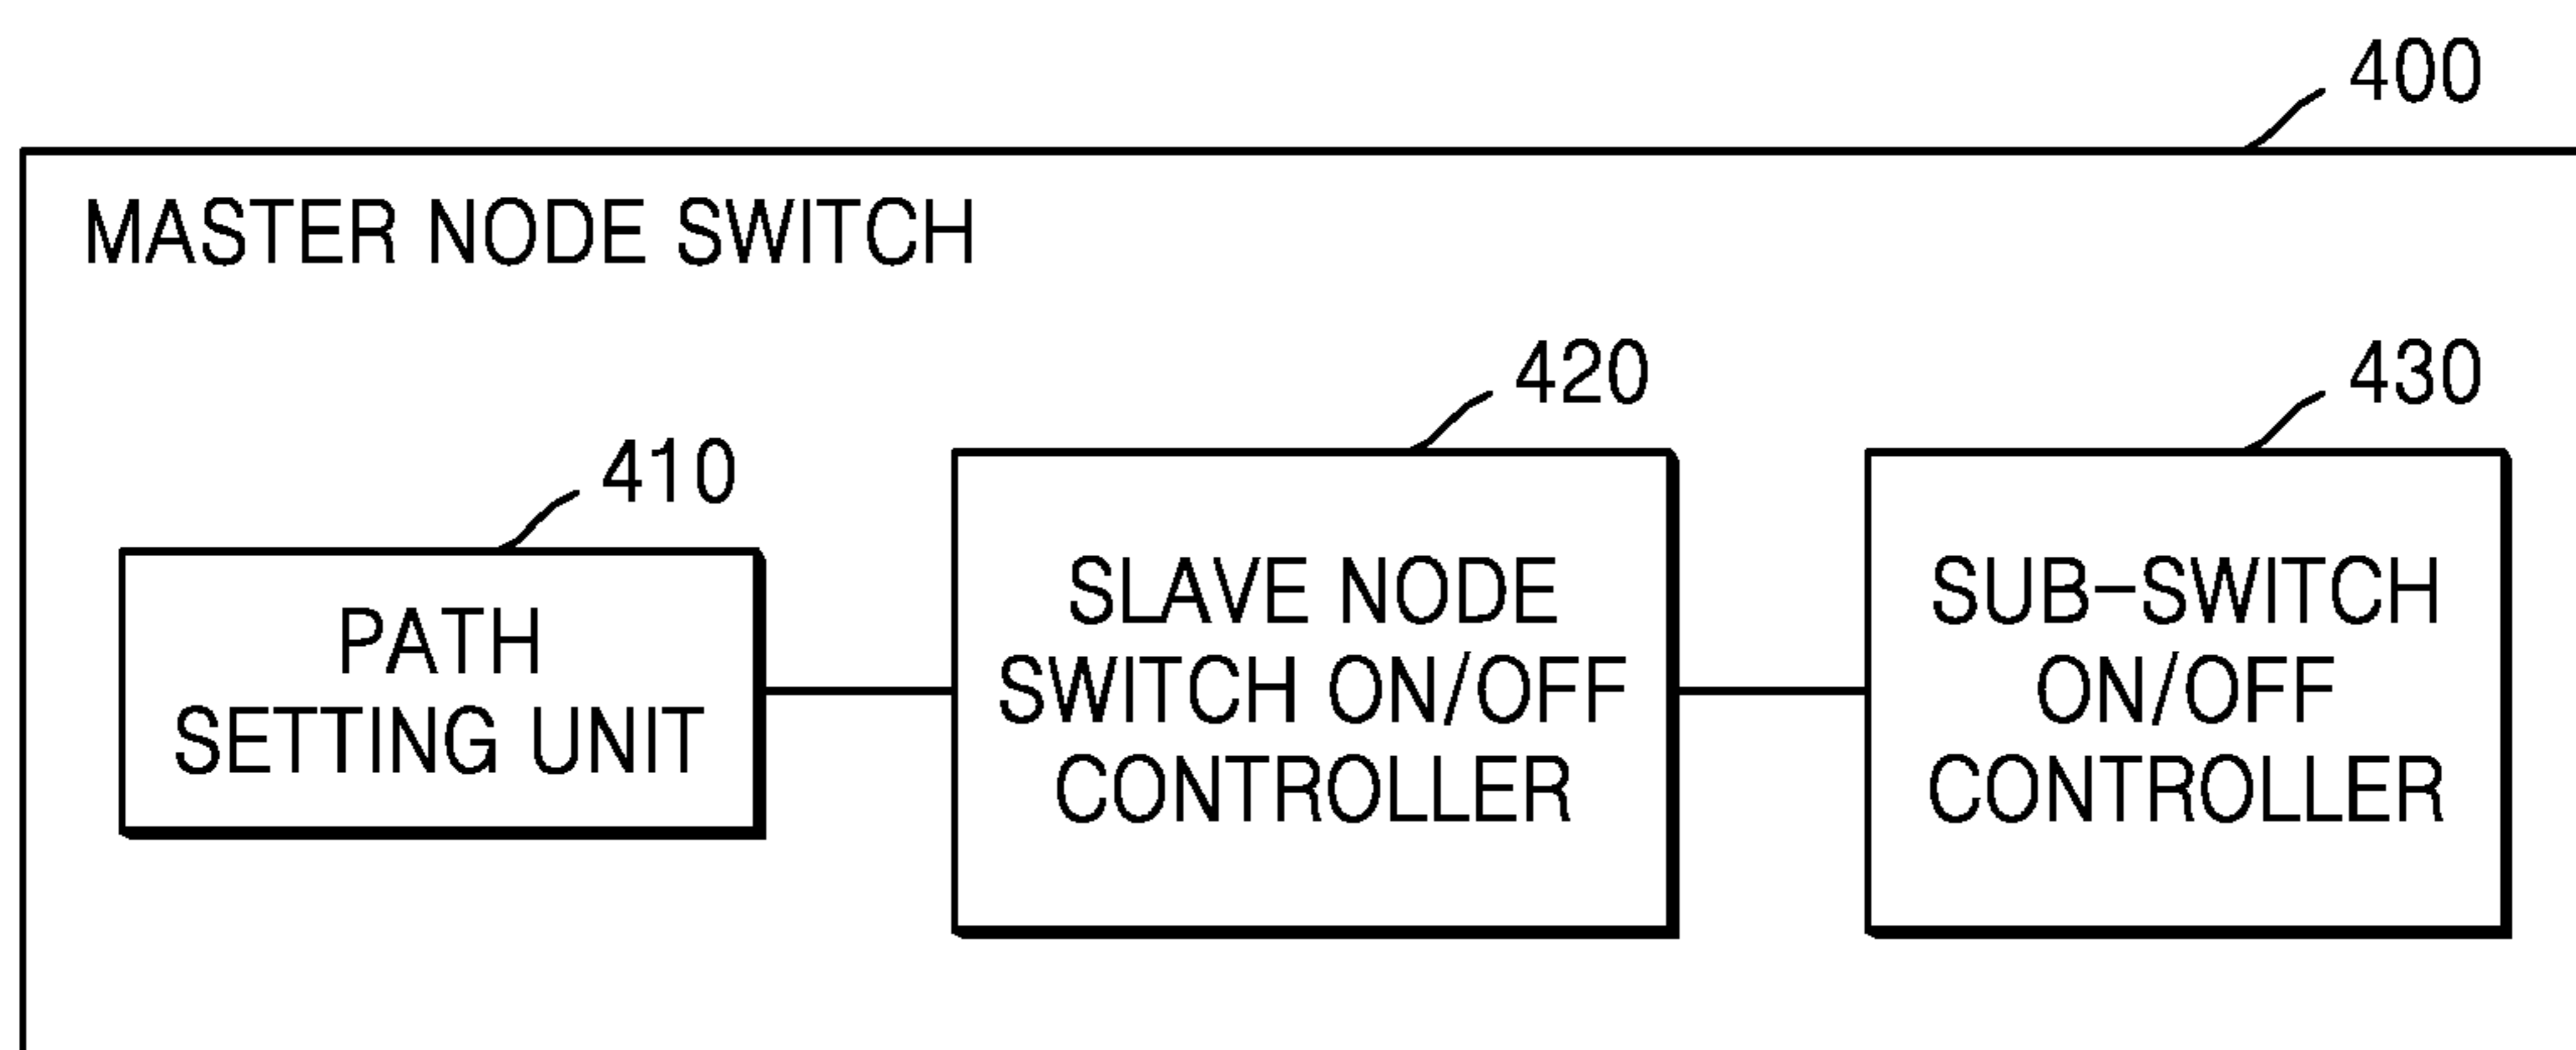 400
MASTER NODE SWITCH
410
420
430
PATH
SETTING UNIT
SLAVE NODE
SWITCH ON/OFF
CONTROLLER
SUB-SWITCH
ON/OFF
CONTROLLER